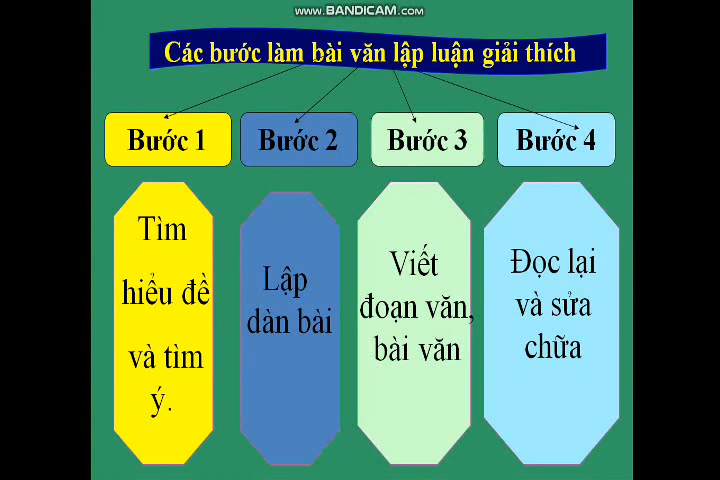 www.BANDICAM.com
Các bước làm bài văn lập luận giải thích
Bước 1
Bước 2
Bước 3
Bước 4
Tìm
hiểu đề
và tìm
ý.
Lập
dàn bài
Viết
đoạn văn,
bài văn
Đọc lại
và sửa
chữa